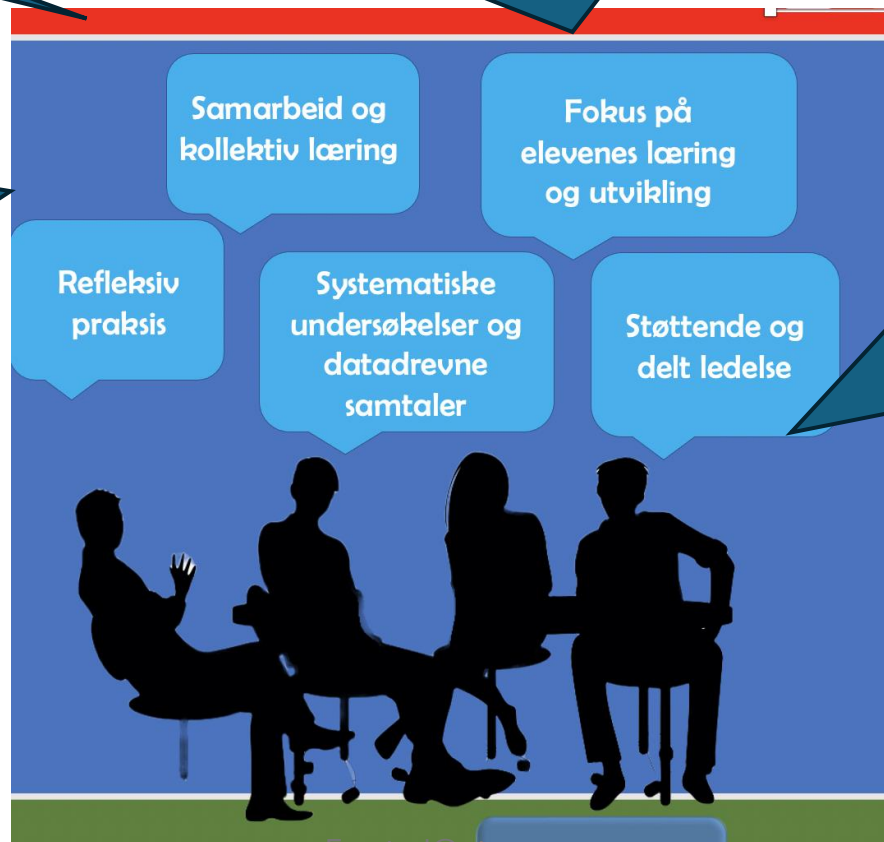 Samarbeid og
kollektiv læring
Fokus på
elevenes læring
og utvikling
Refleksiv
praksis
Systematiske
undersøkelser og
datadrevne
samtaler
Støttende og
delt ledelse